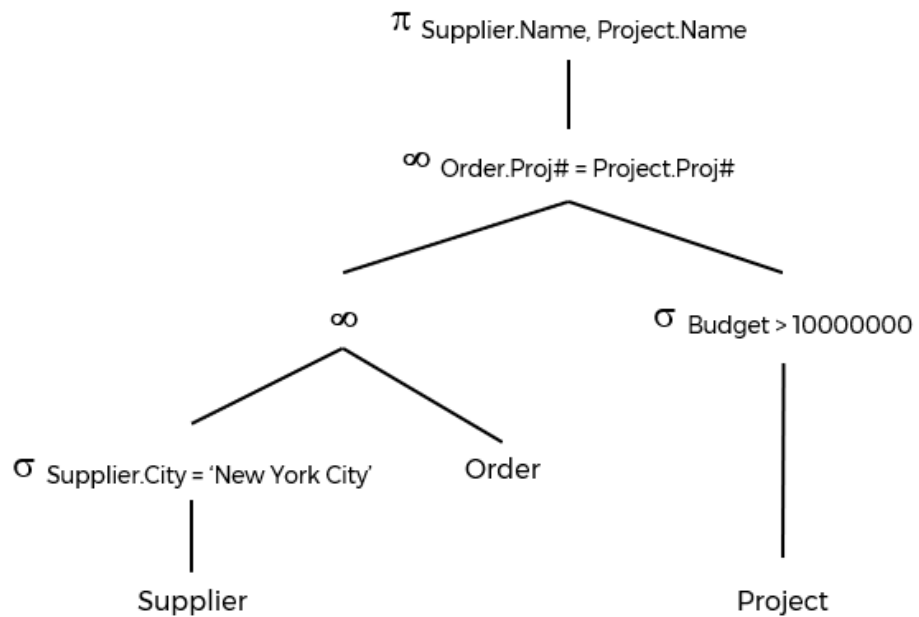 π Supplier.Name, Project.Name
∞ Order.Proj# = Project.Proj#
∞
σ Budget > 10000000
σ Supplier.City = ‘New York City’
Order
Supplier
Project